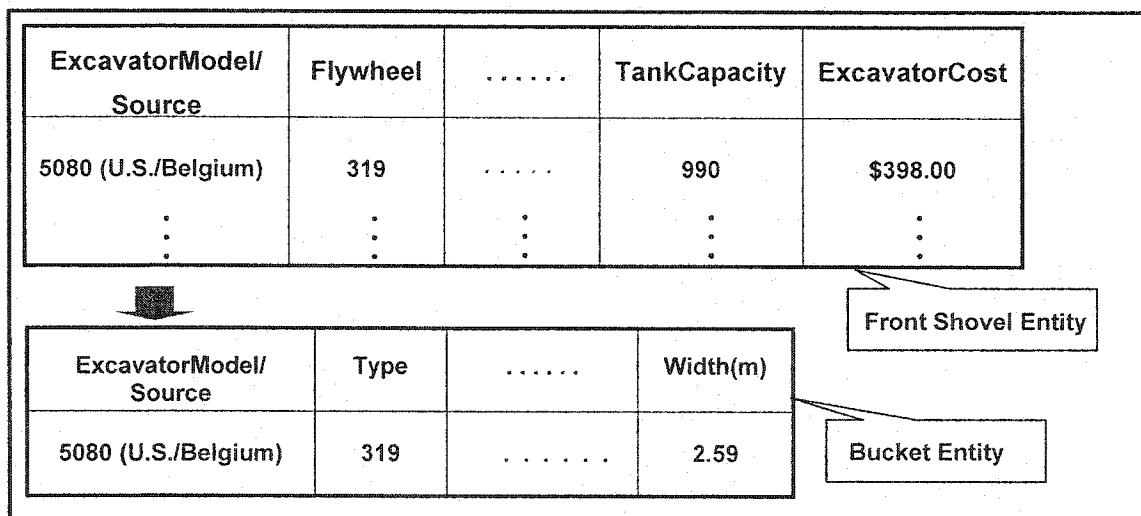 ExcavatorModel/ Flywheel ...... TankCapacity ExcavatorCost
Source
5080 (U.S./Belgium) 319 ..... 990 $398.00
Front Shovel Entity
ExcavatorModel/ Type ...... Width(m)
Source
5080 (U.S./Belgium) 319 ...... 2.59
Bucket Entity